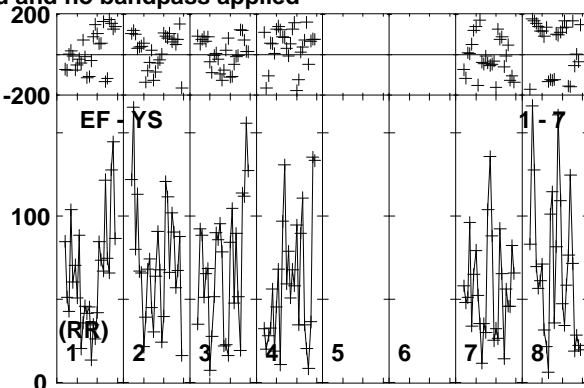 d and no bandpass applied
200
-200
EF - YS 1 - 7
100
(RR)
1 2 3 4 5 6 7 8
0